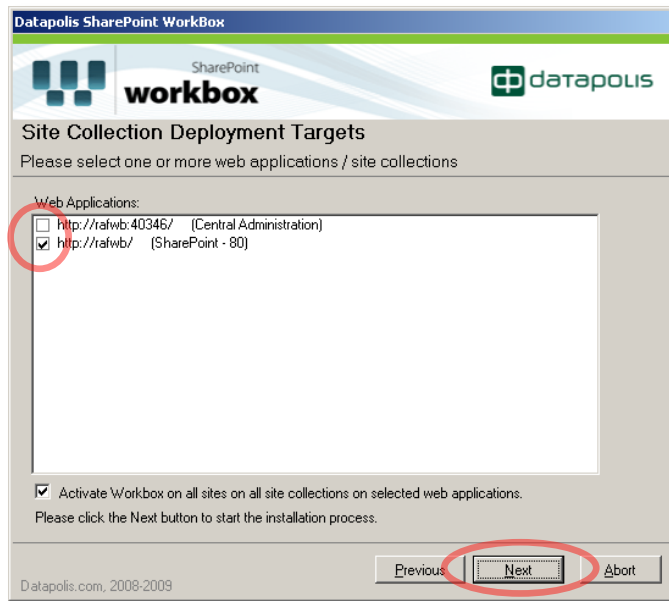 Datapolis SharePoint WorkBox
SharePoint
workbox
datapolis
Site Collection Deployment Targets
Please select one or more web applications / site collections
Web Applications:
http://rafwb:40346/ (Central Administration)
http://rafwb/ (SharePoint - 80)
Activate Workbox on all sites on all site collections on selected web applications.
Please click the Next button to start the installation process.
Previous Next Abort
Datapolis.com, 2008-2009